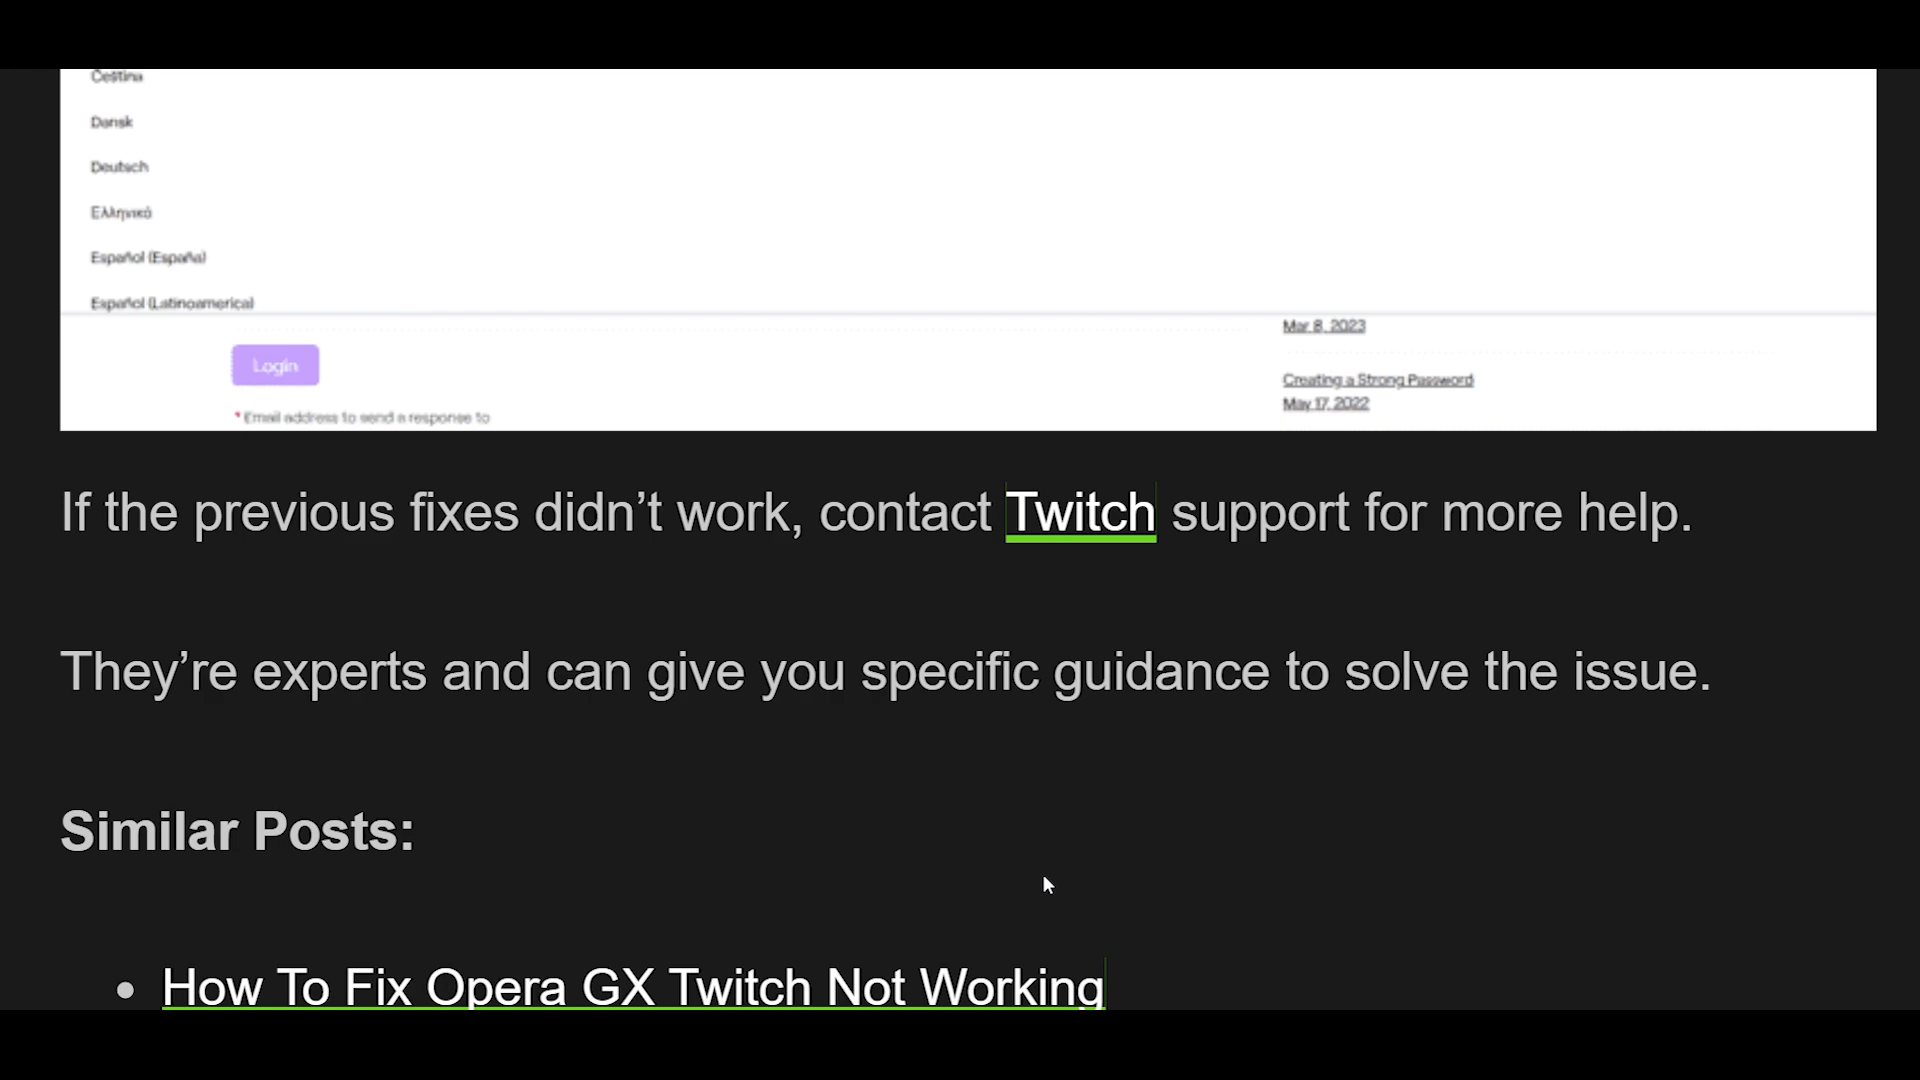 Čeština
Dansk
Deutsch
Ελληνικά
Español (España)
Español (Latinoamerica)
Mar 8, 2023
Login
Creating a Strong Password
May 17, 2022
* Email address to send a response to
If the previous fixes didn’t work, contact Twitch support for more help.
They’re experts and can give you specific guidance to solve the issue.
Similar Posts:
• How To Fix Opera GX Twitch Not Working